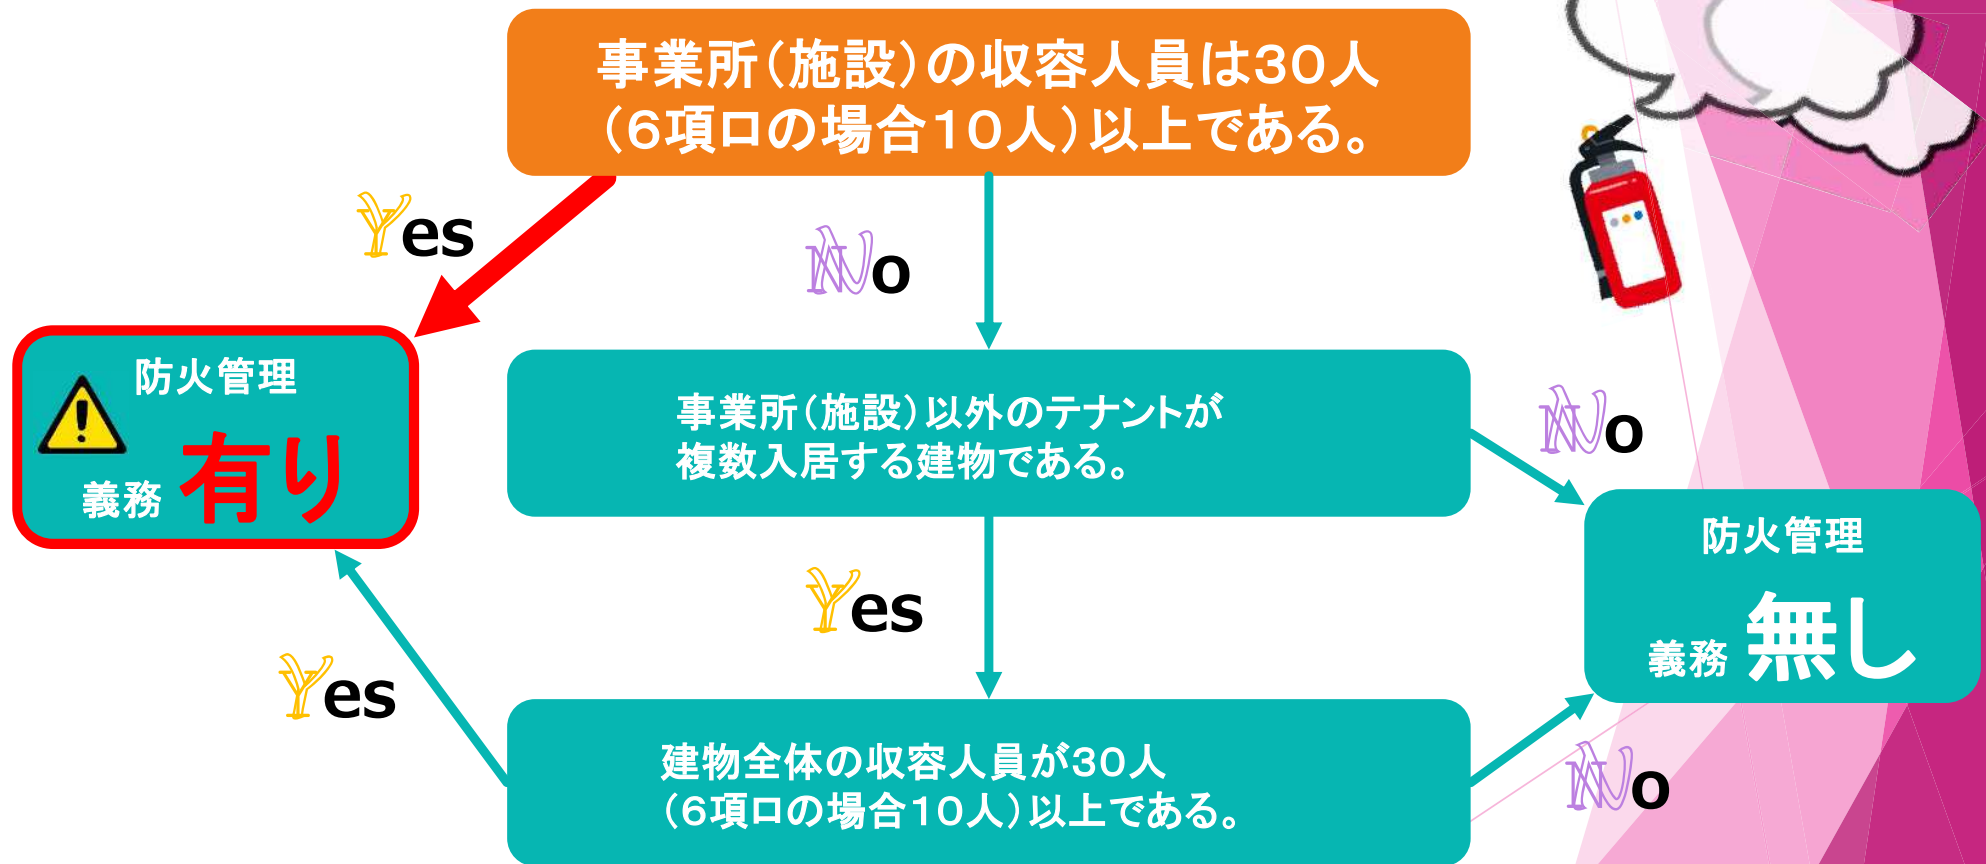 事業所（施設）の収容人員は３０人
（６項ロの場合１０人）以上である。
Yes
No
防火管理
義務 有り
事業所（施設）以外のテナントが
複数入居する建物である。
No
防火管理
義務 無し
Yes
Yes
建物全体の収容人員が３０人
（６項ロの場合１０人）以上である。
No